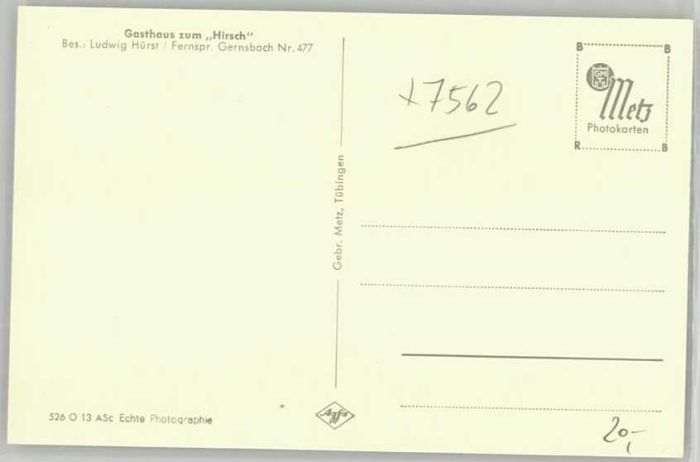 Gasthaus zum „Hirsch“
Bes.: Ludwig Hürst / Fernspr. Gernsbach Nr. 477
x7562
B B
GMT
Metz
Photokarten
R B
Gebr. Metz, Tübingen
526 O 13 ASc Echte Photographie
Agfa
20,-